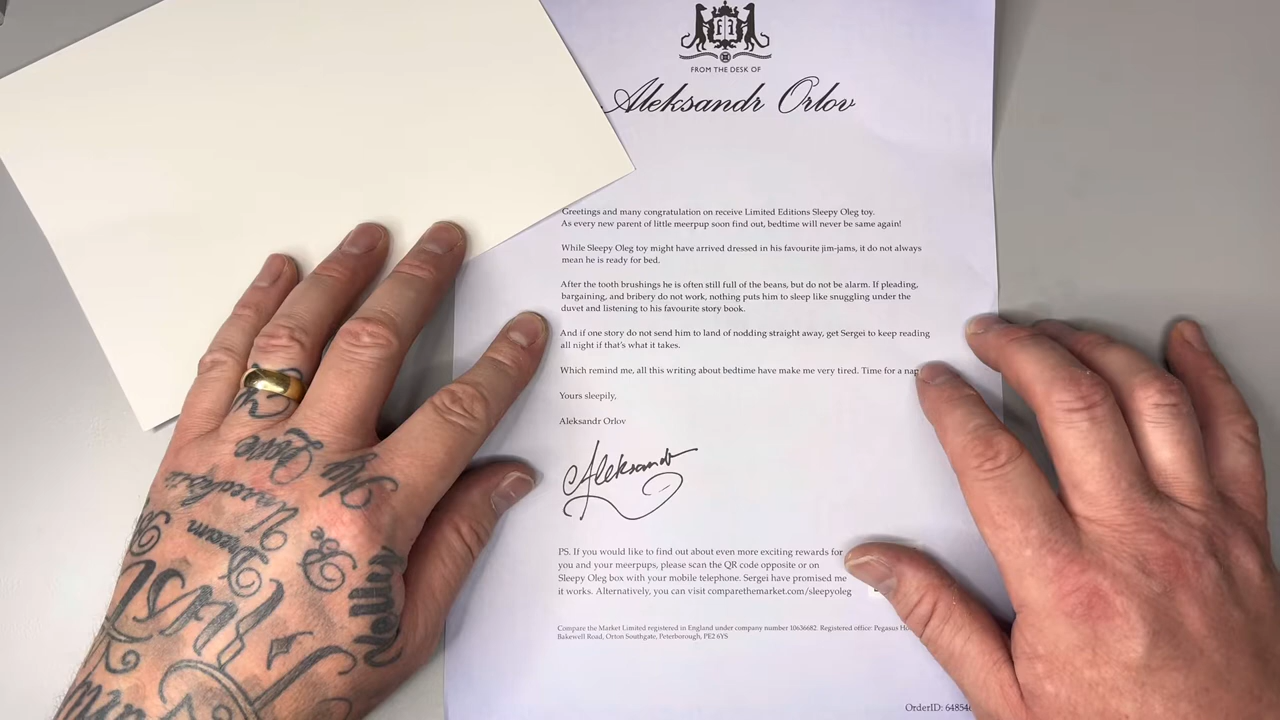 FROM THE DESK OF
Aleksandr Orlov
Greetings and many congratulation on receive Limited Editions Sleepy Oleg toy.
As every new parent of little meerpup soon find out, bedtime will never be same again!
While Sleepy Oleg toy might have arrived dressed in his favourite jim-jams, it do not always
mean he is ready for bed.
After the tooth brushings he is often still full of the beans, but do not be alarm. If pleading,
bargaining, and bribery do not work, nothing puts him to sleep like snuggling under the
duvet and listening to his favourite story book.
And if one story do not send him to land of nodding straight away, get Sergei to keep reading
all night if that's what it takes.
Which remind me, all this writing about bedtime have make me very tired. Time for a nap
Yours sleepily,
Aleksandr Orlov
Aleksandr
PS. If you would like to find out about even more exciting rewards for
you and your meerpups, please scan the QR code opposite or on
Sleepy Oleg box with your mobile telephone. Sergei have promised me
it works. Alternatively, you can visit comparethemarket.com/sleepyoleg
Compare the Market Limited registered in England under company number 10636682. Registered office: Pegasus
Bakewell Road, Orton Southgate, Peterborough, PE2 6YS
OrderID:
My Love
Be
Dream